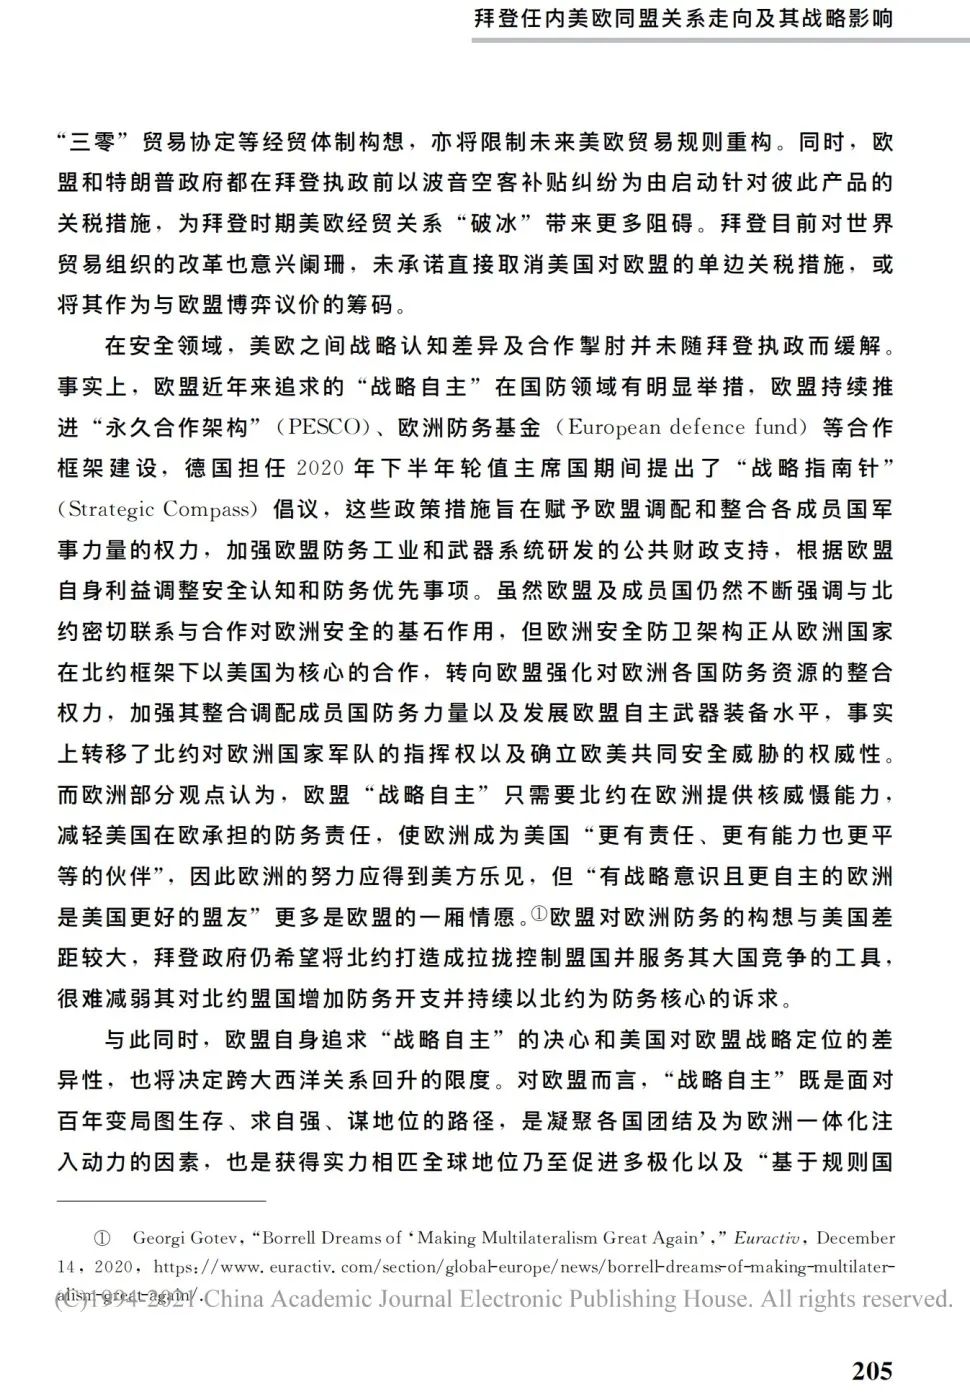 拜登任内美欧同盟关系走向及其战略影响
“三零”贸易协定等经贸体制构想，亦将限制未来美欧贸易规则重构。同时，欧
盟和特朗普政府都在拜登执政前以波音空客补贴纠纷为由启动针对彼此产品的
关税措施，为拜登时期美欧经贸关系“破冰”带来更多阻碍。拜登目前对世界
贸易组织的改革也意兴阑珊，未承诺直接取消美国对欧盟的单边关税措施，或
将其作为与欧盟博弈议价的筹码。
在安全领域，美欧之间战略认知差异及合作掣肘并未随拜登执政而缓解。
事实上，欧盟近年来追求的“战略自主”在国防领域有明显举措，欧盟持续推
进“永久合作架构”（PESCO）、欧洲防务基金（European defence fund）等合作
框架建设，德国担任 2020 年下半年轮值主席国期间提出了“战略指南针”
（Strategic Compass）倡议，这些政策措施旨在赋予欧盟调配和整合各成员国军
事力量的权力，加强欧盟防务工业和武器系统研发的公共财政支持，根据欧盟
自身利益调整安全认知和防务优先事项。虽然欧盟及成员国仍然不断强调与北
约密切联系与合作对欧洲安全的基石作用，但欧洲安全防卫架构正从欧洲国家
在北约框架下以美国为核心的合作，转向欧盟强化对欧洲各国防务资源的整合
权力，加强其整合调配成员国防务力量以及发展欧盟自主武器装备水平，事实
上转移了北约对欧洲国家军队的指挥权以及确立欧美共同安全威胁的权威性。
而欧洲部分观点认为，欧盟“战略自主”只需要北约在欧洲提供核威慑能力，
减轻美国在欧承担的防务责任，使欧洲成为美国“更有责任、更有能力也更平
等的伙伴”，因此欧洲的努力应得到美方乐见，但“有战略意识且更自主的欧洲
是美国更好的盟友”更多是欧盟的一厢情愿。①欧盟对欧洲防务的构想与美国差
距较大，拜登政府仍希望将北约打造成拉拢控制盟国并服务其大国竞争的工具，
很难减弱其对北约盟国增加防务开支并持续以北约为防务核心的诉求。
与此同时，欧盟自身追求“战略自主”的决心和美国对欧盟战略定位的差
异性，也将决定跨大西洋关系回升的限度。对欧盟而言，“战略自主”既是面对
百年变局图生存、求自强、谋地位的路径，是凝聚各国团结及为欧洲一体化注
入动力的因素，也是获得实力相匹全球地位乃至促进多极化以及“基于规则国
① Georgi Gotev，“Borrell Dreams of ‘Making Multilateralism Great Again’，” Euractiv，December
14，2020，https://www.euractiv.com/section/global-europe/news/borrell-dreams-of-making-multilater-
alism-great-again/.
(C)1994-2021 China Academic Journal Electronic Publishing House. All rights reserved.
205